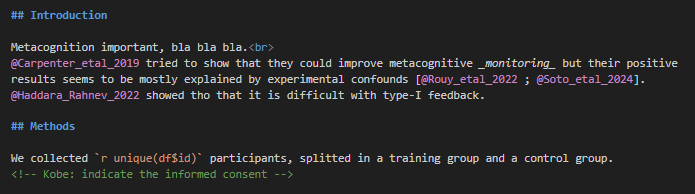 ## Introduction
Metacognition important, bla bla bla.<br>
@Carpenter_etal_2019 tried to show that they could improve metacognitive _monitoring_ but their positive
results seems to be mostly explained by experimental confounds [@Rouy_etal_2022 ; @Soto_etal_2024].
@Haddara_Rahnev_2022 showed tho that it is difficult with type-I feedback.
## Methods
We collected `r unique(df$id)` participants, splitted in a training group and a control group.
<!-- Kobe: indicate the informed consent -->